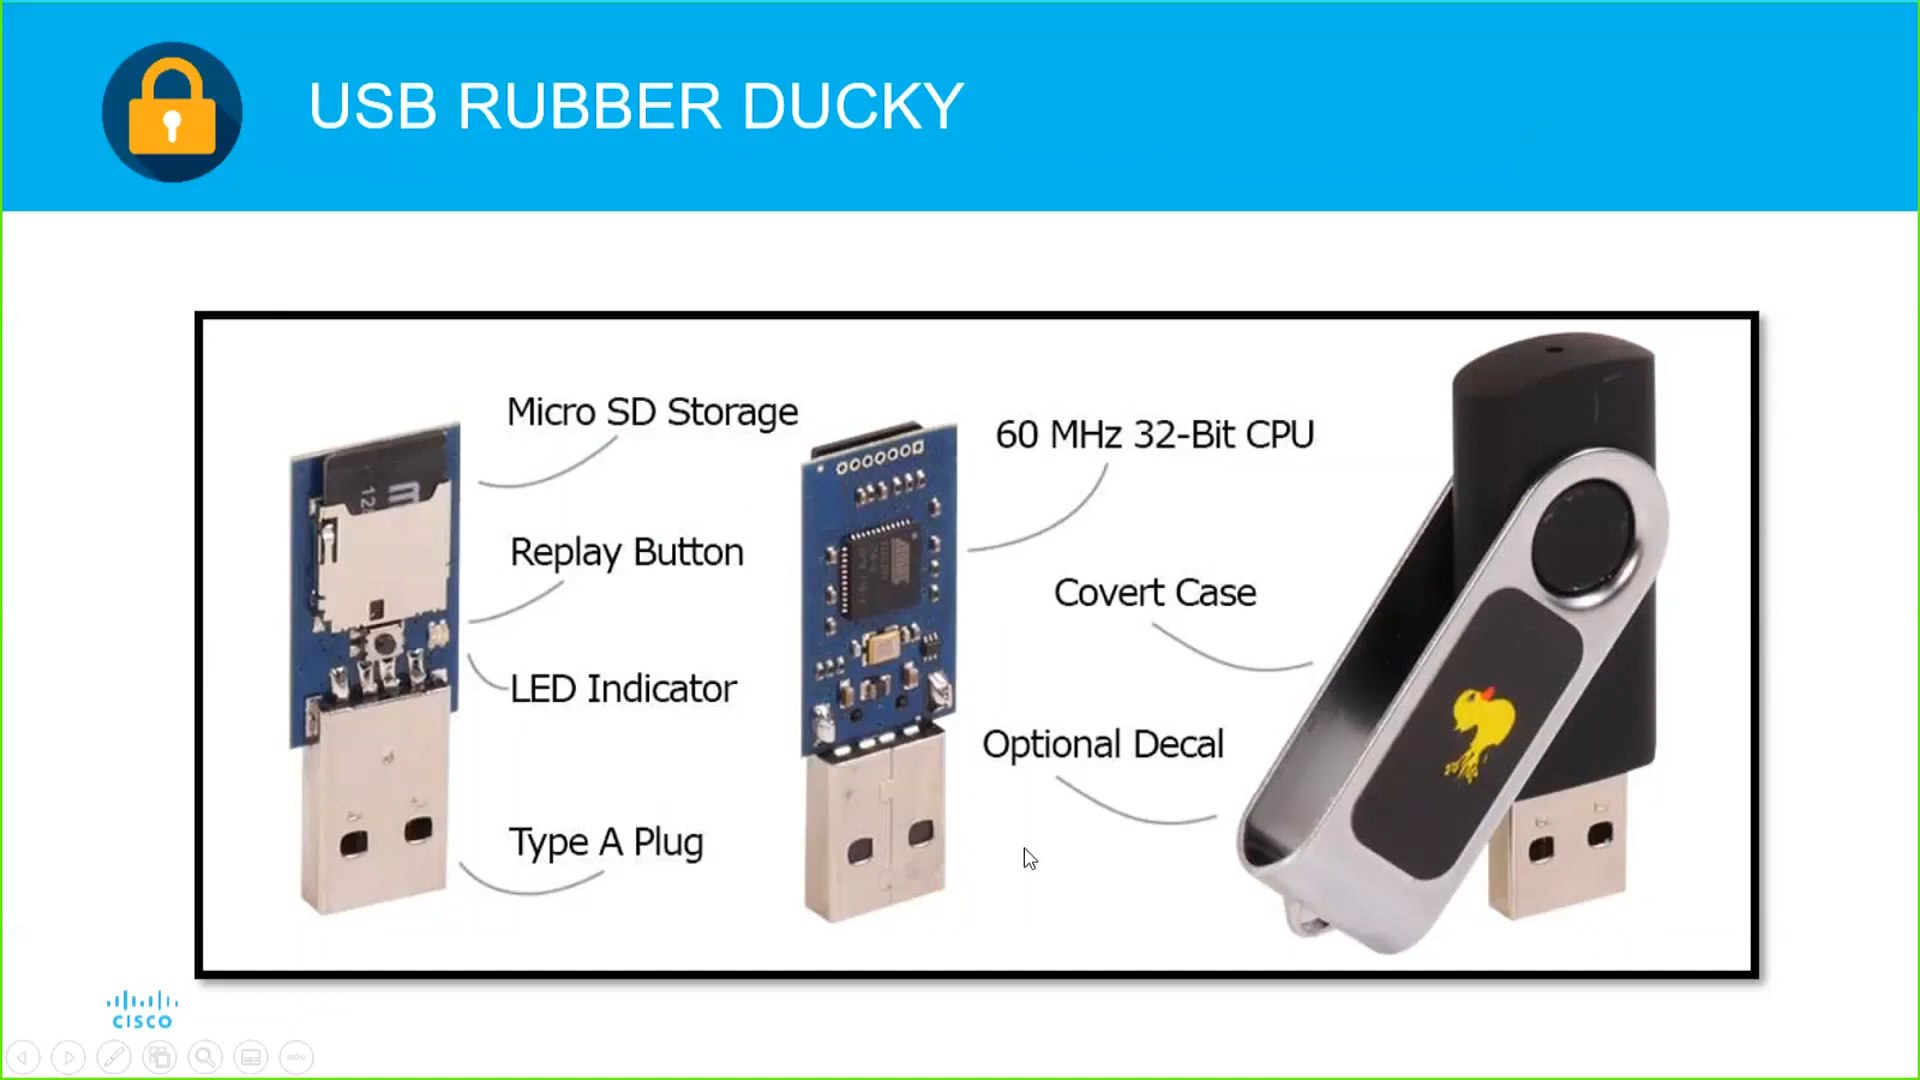 USB RUBBER DUCKY
Micro SD Storage
60 MHz 32-Bit CPU
Replay Button
Covert Case
LED Indicator
Optional Decal
Type A Plug
CISCO